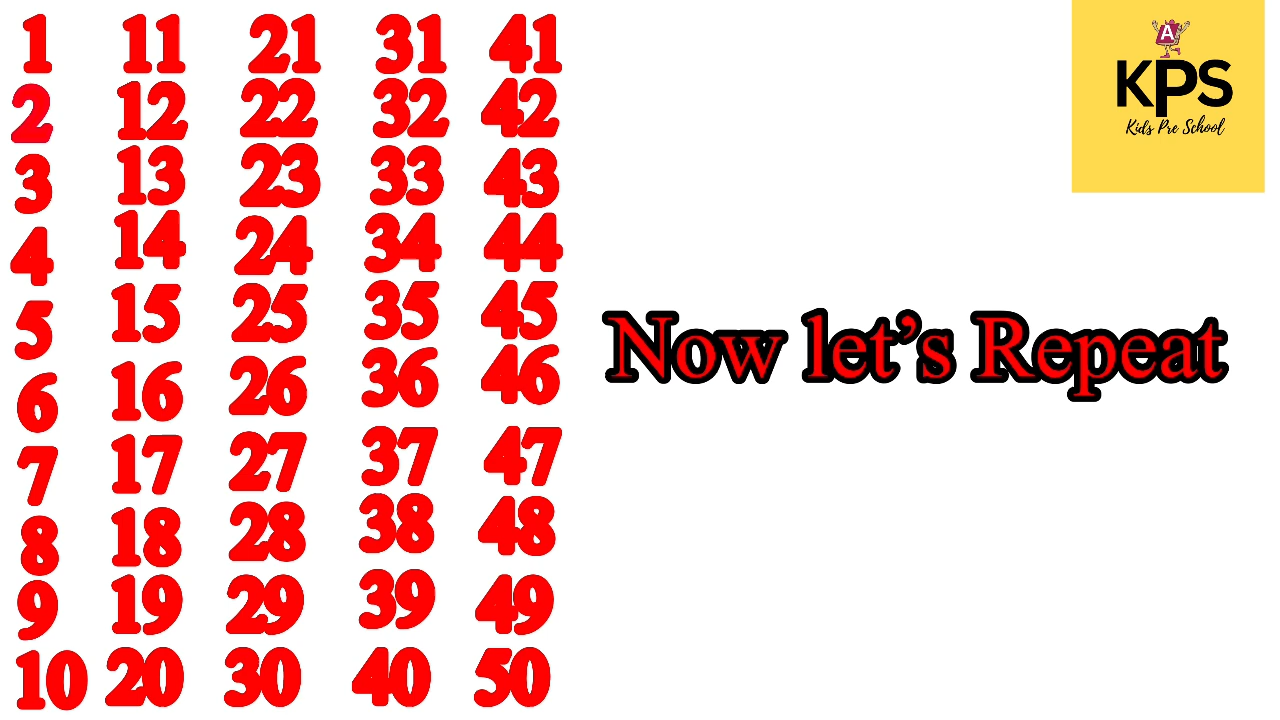 1 11 21 31 41
2 12 22 32 42
3 13 23 33 43
4 14 24 34 44
5 15 25 35 45
6 16 26 36 46
7 17 27 37 47
8 18 28 38 48
9 19 29 39 49
10 20 30 40 50
Now let’s Repeat
A
KPS
Kids Pre School